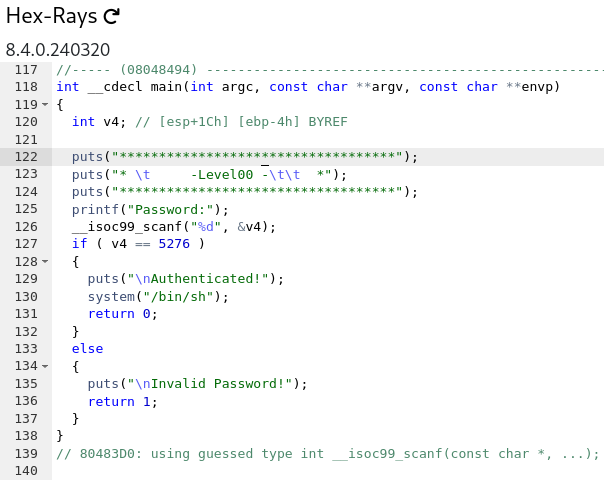 Hex-Rays
8.4.0.240320
117 //----- (08048494) --------------------------------------------------------
118 int __cdecl main(int argc, const char **argv, const char **envp)
119 {
120   int v4; // [esp+1Ch] [ebp-4h] BYREF
121
122   puts("***********************************");
123   puts("* \t     -Level00 -\t\t  *");
124   puts("***********************************");
125   printf("Password:");
126   __isoc99_scanf("%d", &v4);
127   if ( v4 == 5276 )
128   {
129     puts("\nAuthenticated!");
130     system("/bin/sh");
131     return 0;
132   }
133   else
134   {
135     puts("\nInvalid Password!");
136     return 1;
137   }
138 }
139 // 80483D0: using guessed type int __isoc99_scanf(const char *, ...);
140